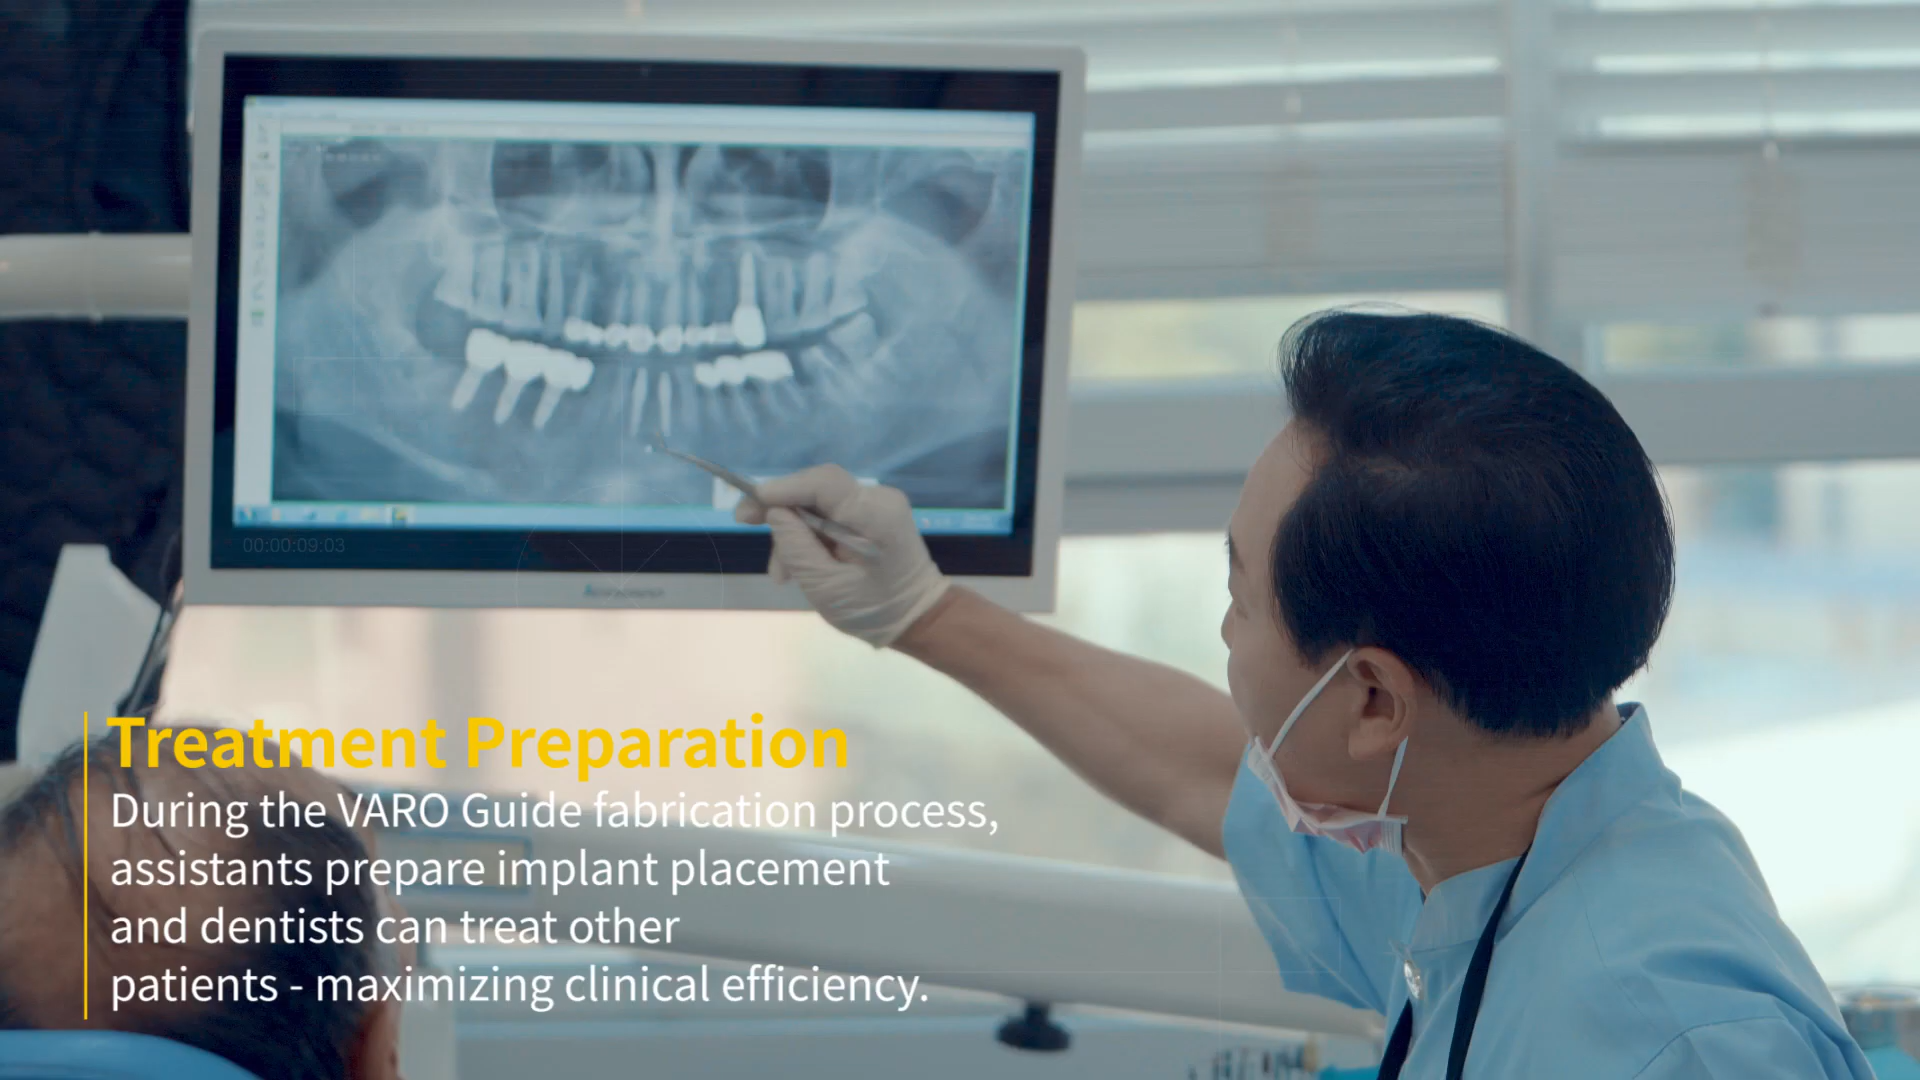 00:00:09:03
Treatment Preparation
During the VARO Guide fabrication process,
assistants prepare implant placement
and dentists can treat other
patients - maximizing clinical efficiency.